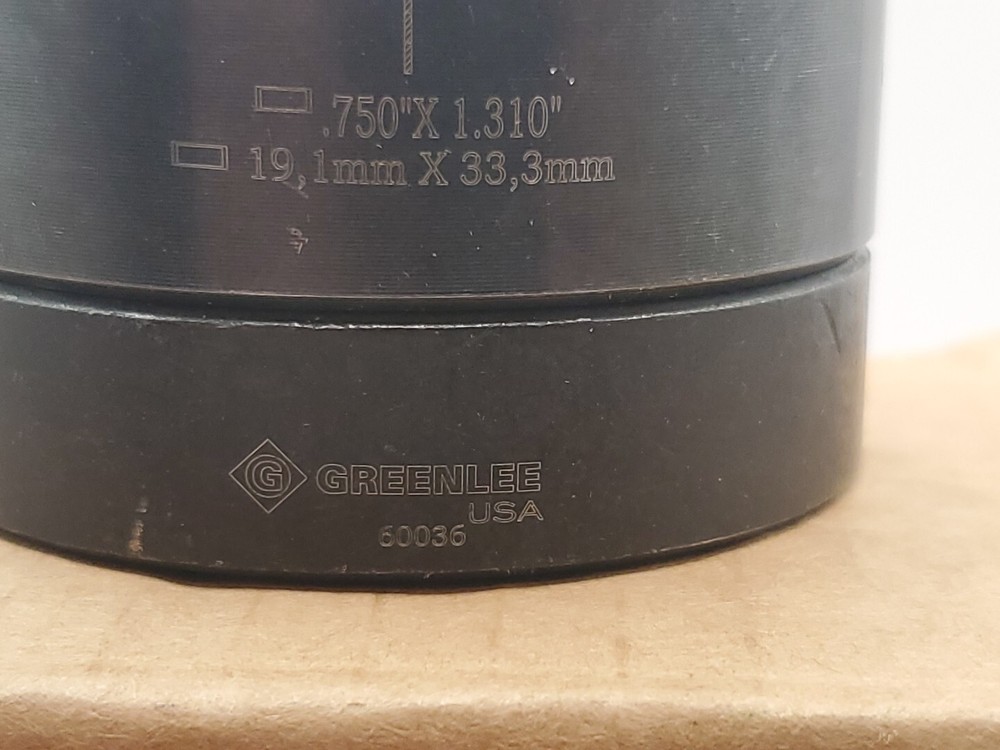 .750"X 1.310"
19,1mm X 33,3mm
G GREENLEE
USA
60036